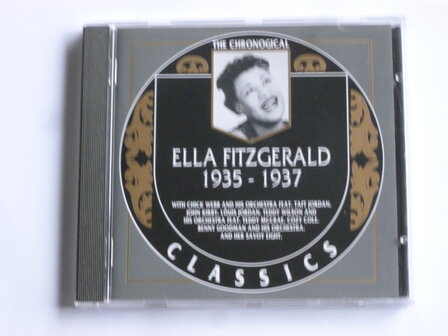 THE CHRONOGICAL
ELLA FITZGERALD
1935 - 1937
WITH CHICK WEBB AND HIS ORCHESTRA FEAT. TAFT JORDAN,
JOHN KIRBY, LOUIS JORDAN, TEDDY WILSON AND
HIS ORCHESTRA FEAT. TEDDY MCCRAE, COZY COLE,
BENNY GOODMAN AND HIS ORCHESTRA,
AND HER SAVOY EIGHT.
CLASSICS